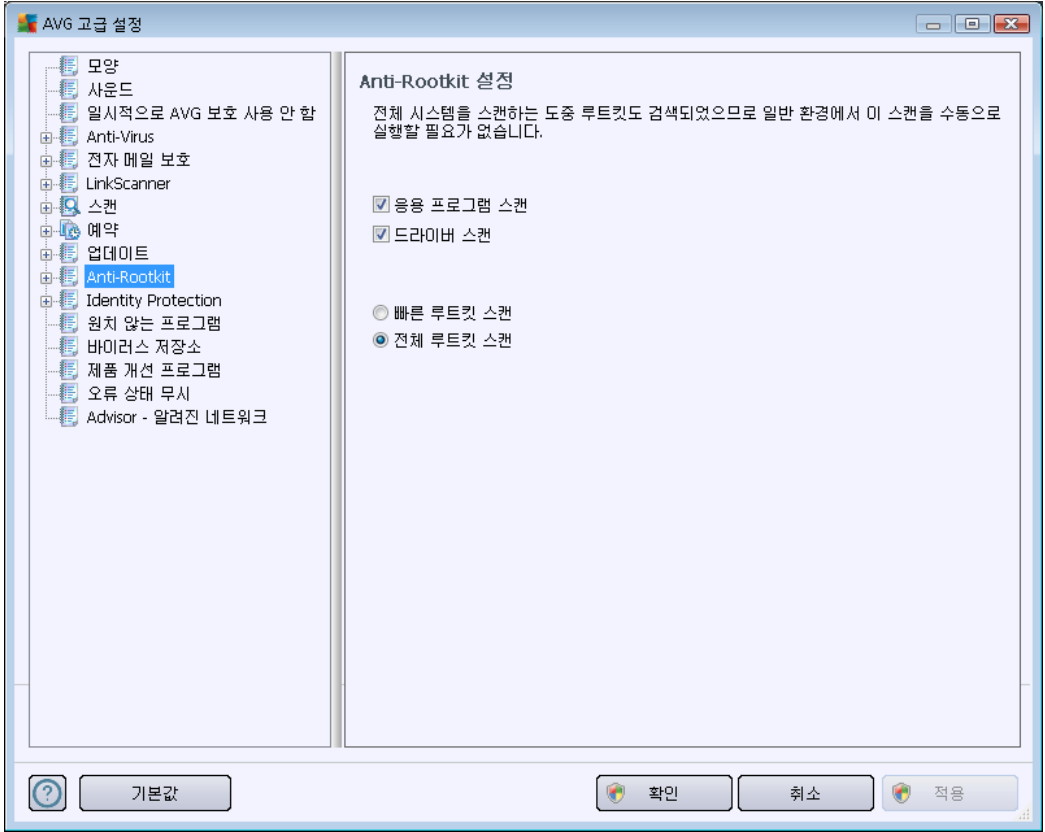 AVG 고급 설정
모양
사운드
일시적으로 AVG 보호 사용 안 함
Anti-Virus
전자 메일 보호
LinkScanner
스캔
예약
업데이트
Anti-Rootkit
Identity Protection
원치 않는 프로그램
바이러스 저장소
제품 개선 프로그램
오류 상태 무시
Advisor - 알려진 네트워크
Anti-Rootkit 설정
전체 시스템을 스캔하는 도중 루트킷도 검색되었으므로 일반 환경에서 이 스캔을 수동으로
실행할 필요가 없습니다.
응용 프로그램 스캔
드라이버 스캔
빠른 루트킷 스캔
전체 루트킷 스캔
기본값
확인
취소
적용